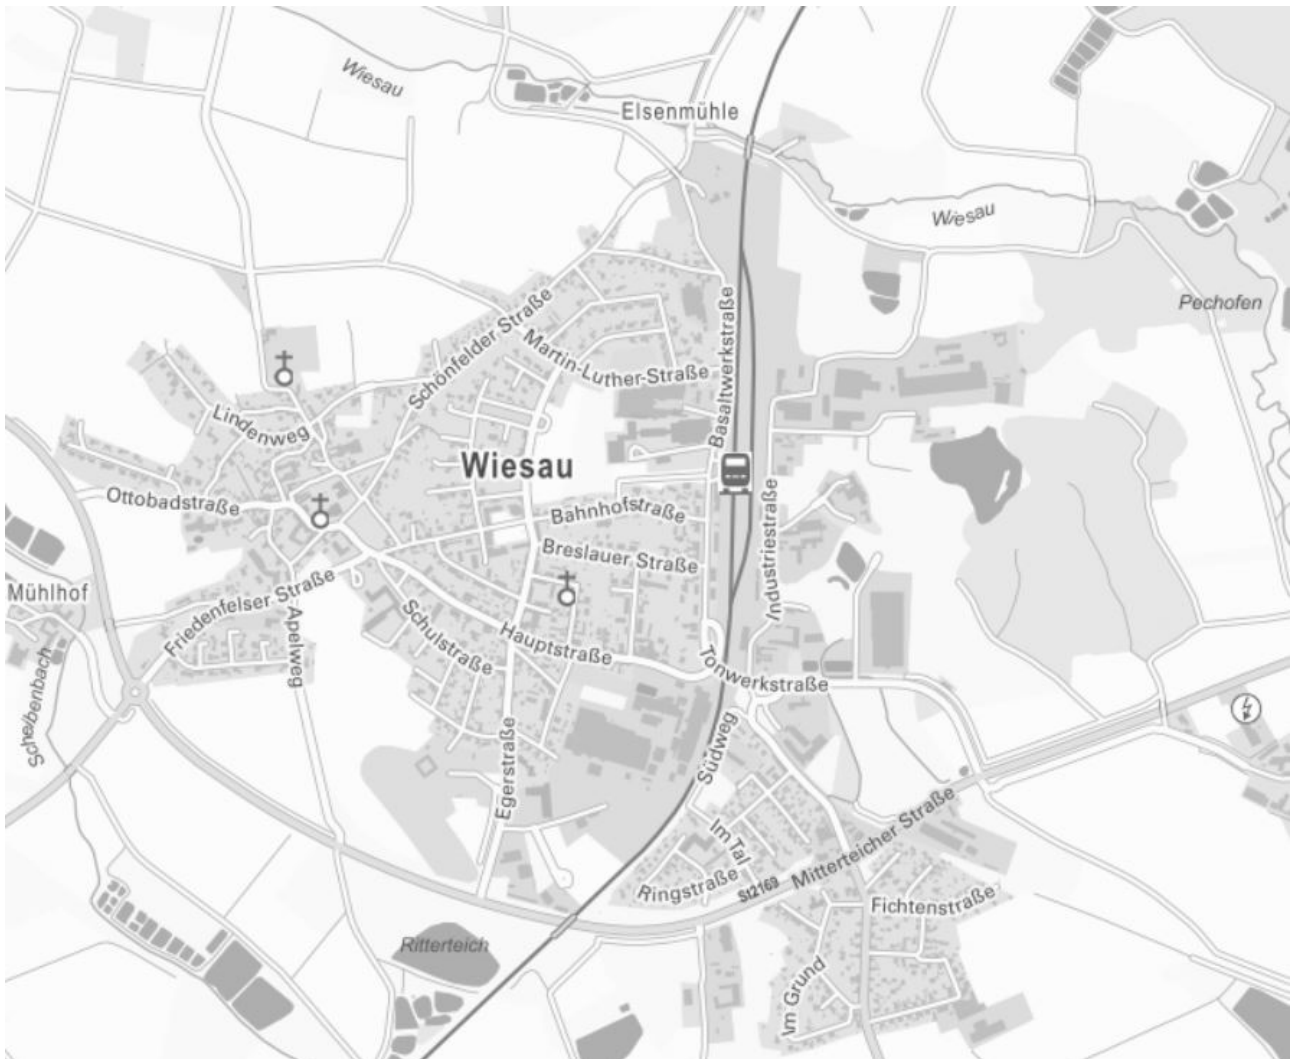 Wiesau
Elsenmühle
Wiesau
Pechofen
Schönfelder Straße
Martin-Luther-Straße
Basaltwerkstraße
Lindenweg
Wiesau
Ottobadstraße
Bahnhofstraße
Breslauer Straße
Industriestraße
Mühlhof
Friedenfelser Straße
Apelweg
Schulstraße
Hauptstraße
Tonwerkstraße
Scheibenbach
Egerstraße
Südweg
Im Tal
Mitterteicher Straße
Ringstraße
St2169
Fichtenstraße
Ritterteich
Im Grund